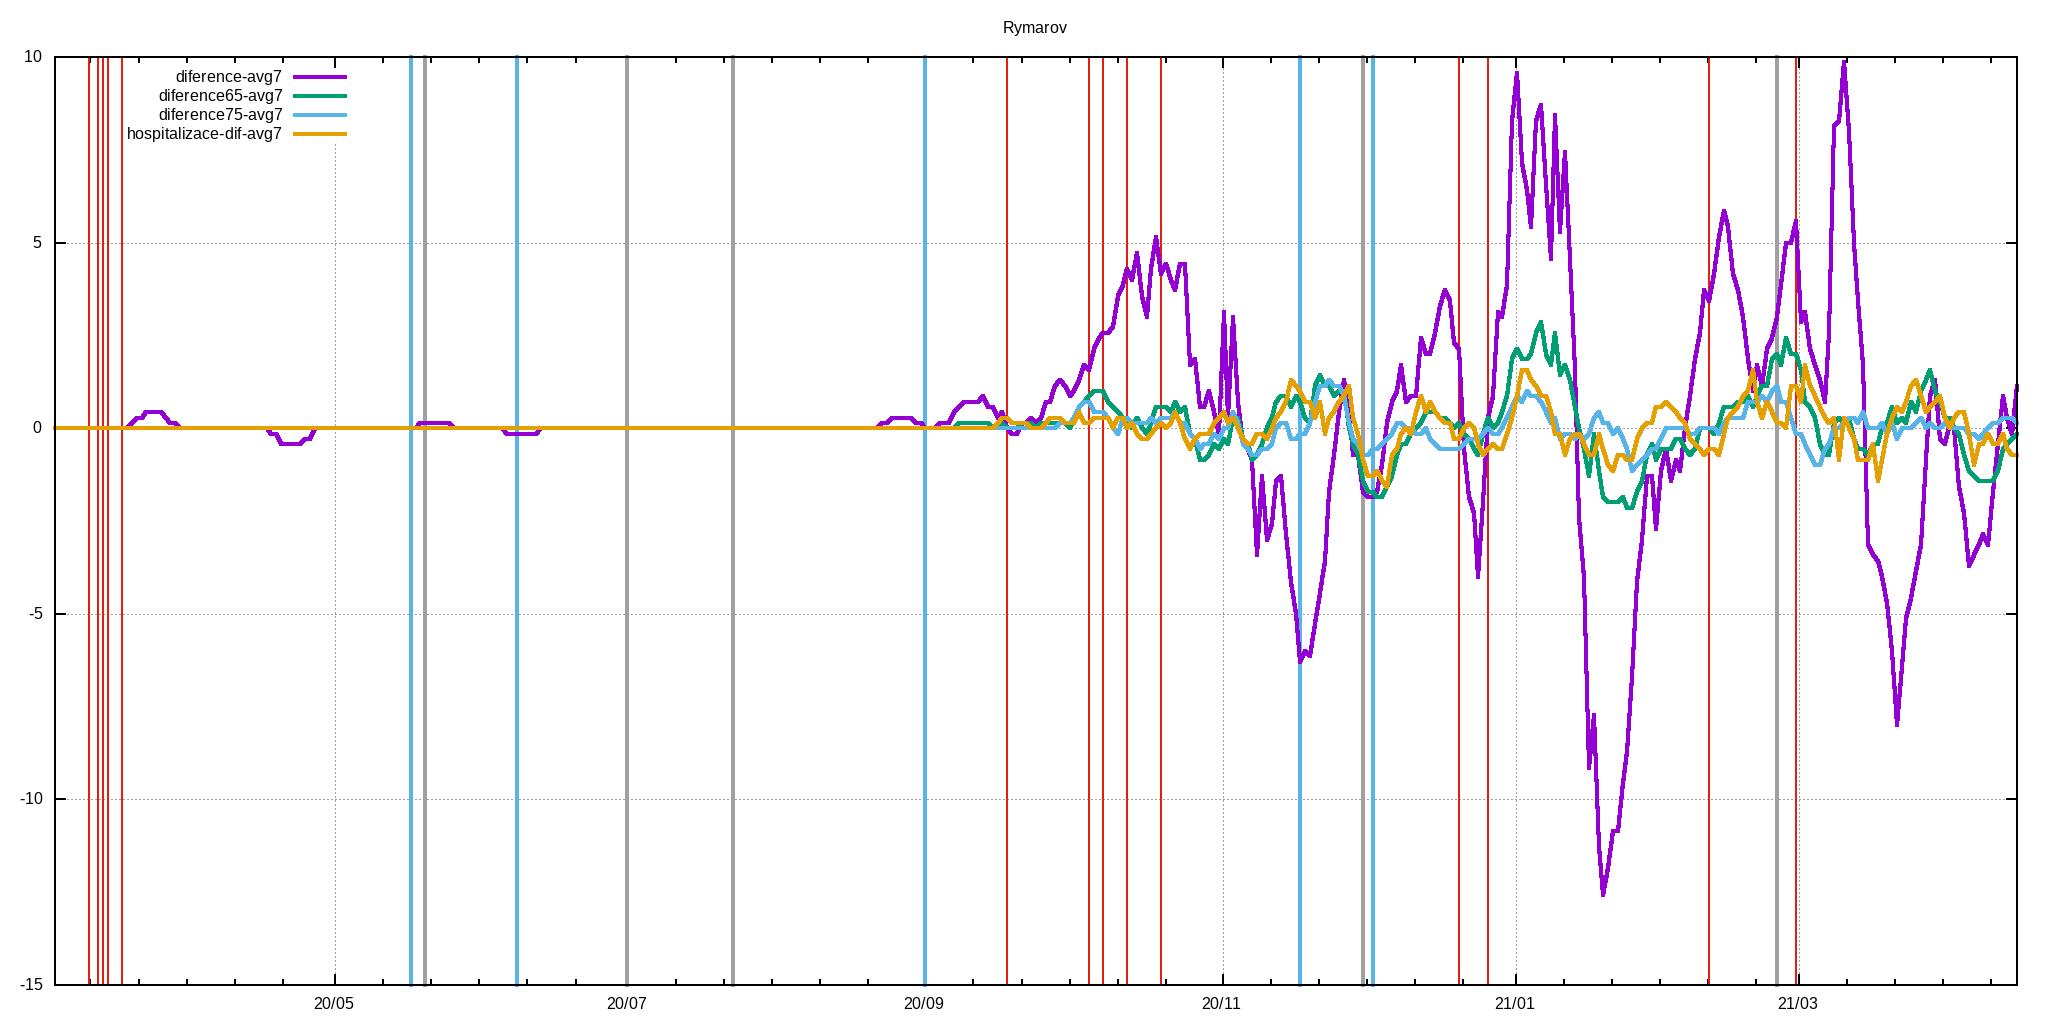 Rymarov
diference-avg7
diference65-avg7
diference75-avg7
hospitalizace-dif-avg7
10
5
0
-5
-10
-15
20/05 20/07 20/09 20/11 21/01 21/03